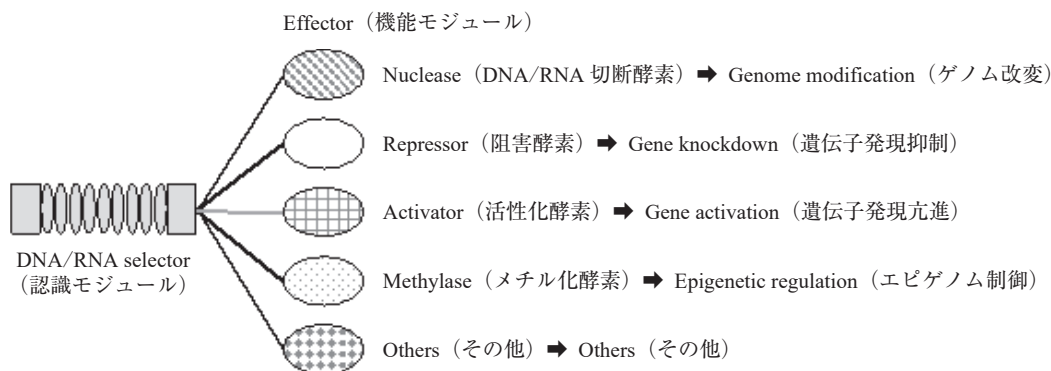 Effector（機能モジュール）
Nuclease（DNA/RNA 切断酵素）➡ Genome modification（ゲノム改変）
Repressor（阻害酵素）➡ Gene knockdown（遺伝子発現抑制）
Activator（活性化酵素）➡ Gene activation（遺伝子発現亢進）
DNA/RNA selector
（認識モジュール）
Methylase（メチル化酵素）➡ Epigenetic regulation（エピゲノム制御）
Others（その他）➡ Others（その他）